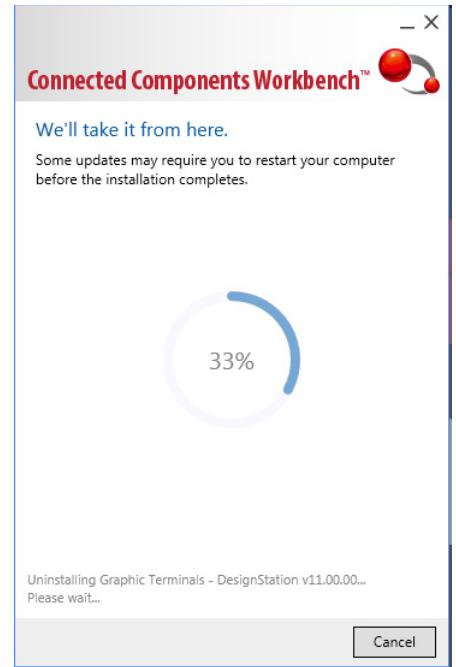 Connected Components Workbench™
We'll take it from here.
Some updates may require you to restart your computer
before the installation completes.
33%
Uninstalling Graphic Terminals - DesignStation v11.00.00...
Please wait...
Cancel